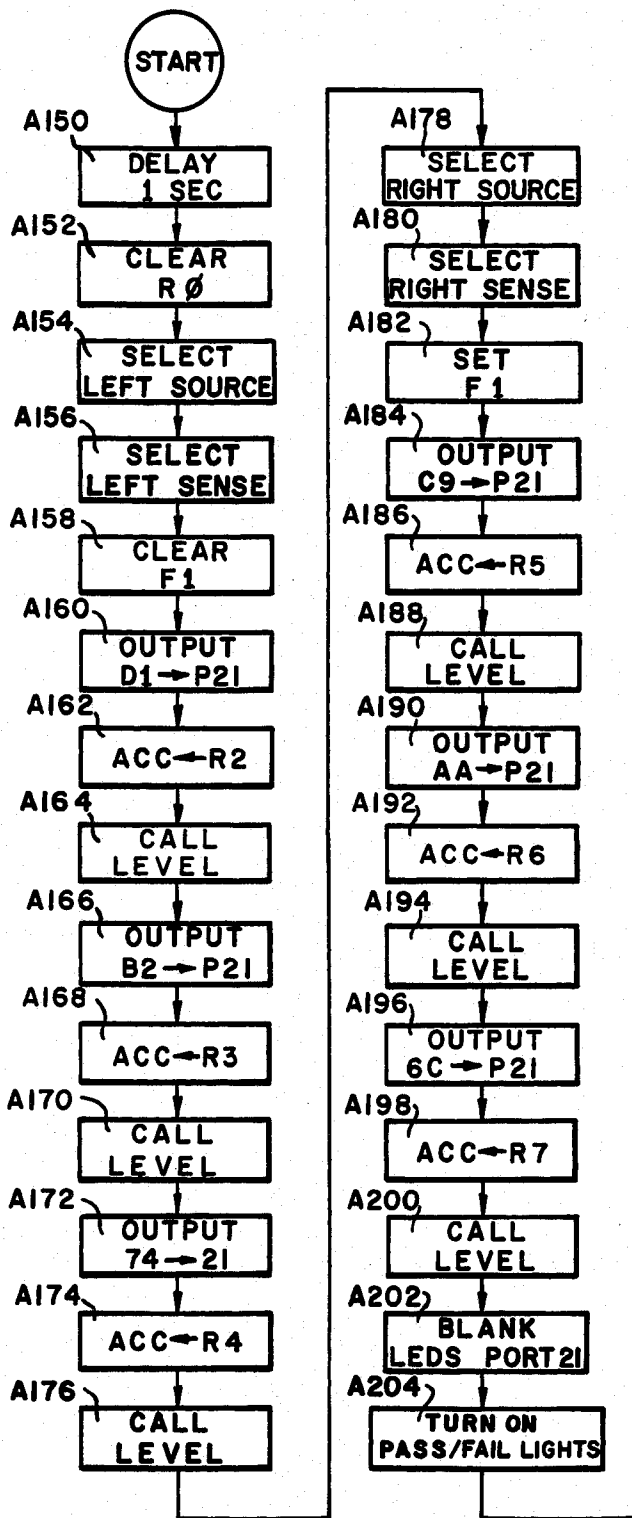 START
A150
DELAY
1 SEC
A152
CLEAR
R Ø
A154
SELECT
LEFT SOURCE
A156
SELECT
LEFT SENSE
A158
CLEAR
F1
A160
OUTPUT
D1→P21
A162
ACC←R2
A164
CALL
LEVEL
A166
OUTPUT
B2→P21
A168
ACC←R3
A170
CALL
LEVEL
A172
OUTPUT
74→21
A174
ACC←R4
A176
CALL
LEVEL
A178
SELECT
RIGHT SOURCE
A180
SELECT
RIGHT SENSE
A182
SET
F1
A184
OUTPUT
C9→P21
A186
ACC←R5
A188
CALL
LEVEL
A190
OUTPUT
AA→P21
A192
ACC←R6
A194
CALL
LEVEL
A196
OUTPUT
6C→P21
A198
ACC←R7
A200
CALL
LEVEL
A202
BLANK
LEDS PORT21
A204
TURN ON
PASS/FAIL LIGHTS